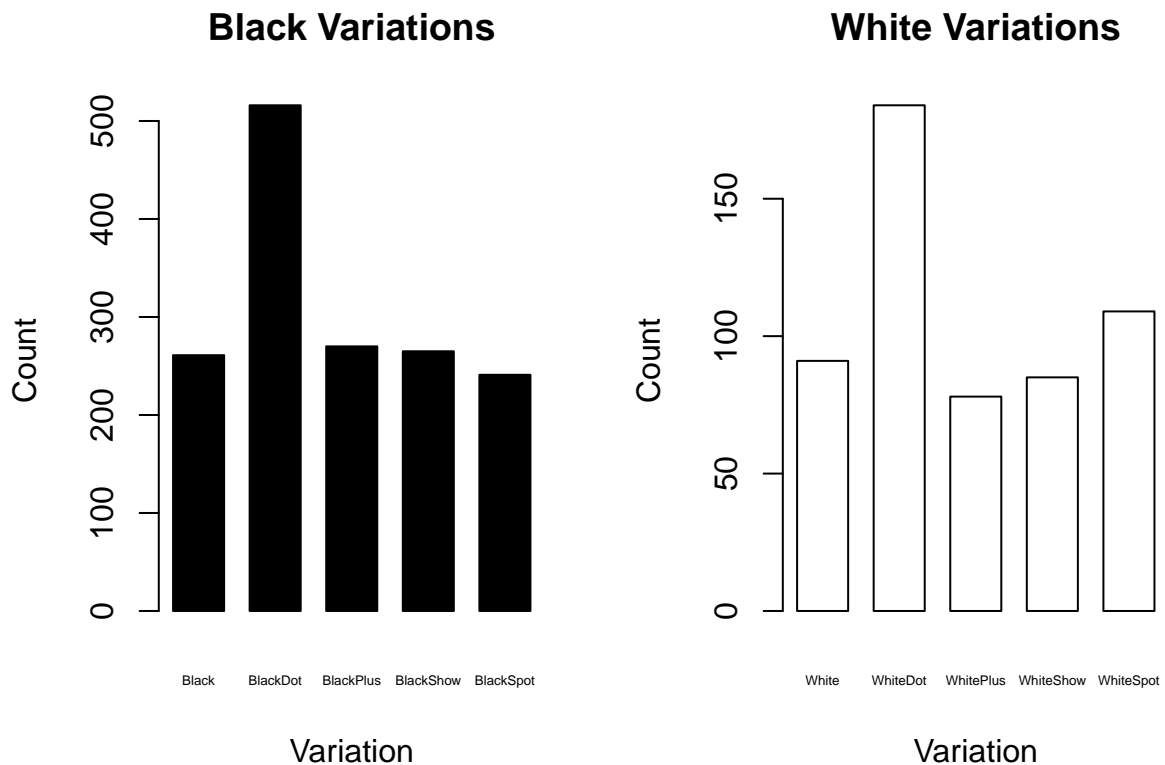 Black Variations
Count
500
400
300
200
100
0
Black BlackDot BlackPlus BlackShow BlackSpot
Variation
White Variations
Count
150
100
50
0
White WhiteDot WhitePlus WhiteShow WhiteSpot
Variation